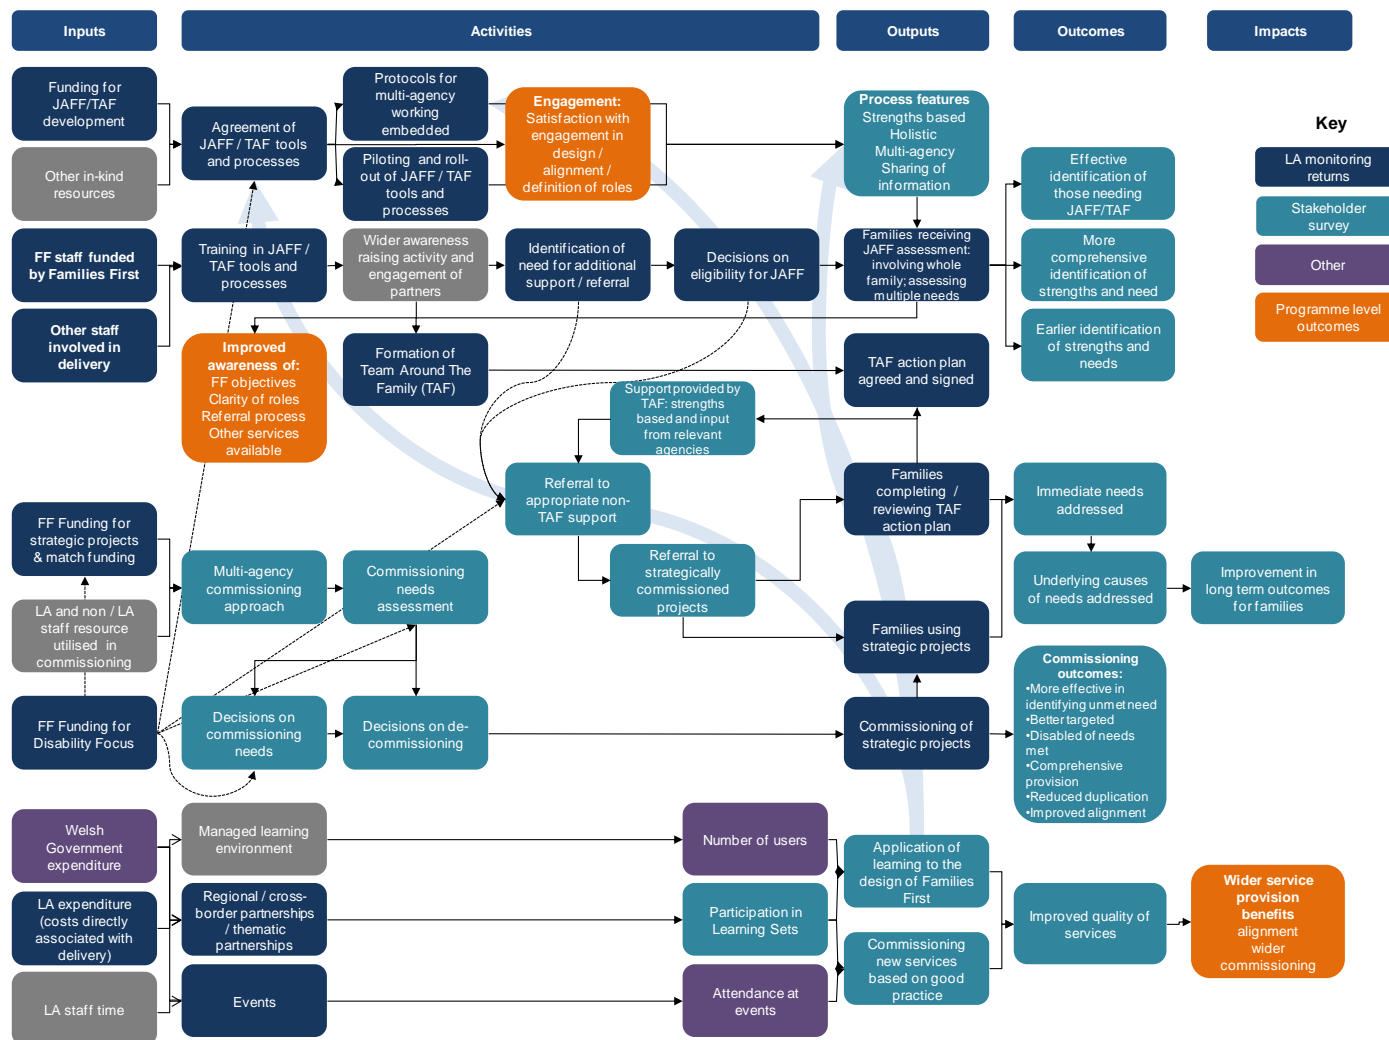 Inputs
Activities
Outputs
Outcomes
Impacts
Funding for
JAFF/TAF
development
Other in-kind
resources
Agreement of
JAFF / TAF tools
and processes
Protocols for
multi-agency
working
embedded
Piloting and roll-
out of JAFF / TAF
tools and
processes
Engagement:
Satisfaction with
engagement in
design /
alignment /
definition of roles
Process features
Strengths based
Holistic
Multi-agency
Sharing of
information
Effective
identification of
those needing
JAFF/TAF
Key
LA monitoring
returns
Stakeholder
survey
Other
Programme level
outcomes
FF staff funded
by Families First
Other staff
involved in
delivery
Training in JAFF /
TAF tools and
processes
Wider awareness
raising activity and
engagement of
partners
Identification of
need for additional
support / referral
Decisions on
eligibility for JAFF
Families receiving
JAFF assessment:
involving whole
family; assessing
multiple needs
More
comprehensive
identification of
strengths and need
Earlier identification
of strengths and
needs
Improved
awareness of:
FF objectives
Clarity of roles
Referral process
Other services
available
Formation of
Team Around The
Family (TAF)
TAF action plan
agreed and signed
Support provided by
TAF: strengths
based and input
from relevant
agencies
Referral to
appropriate non-
TAF support
Families
completing /
reviewing TAF
action plan
Immediate needs
addressed
FF Funding for
strategic projects
& match funding
LA and non / LA
staff resource
utilised in
commissioning
FF Funding for
Disability Focus
Multi-agency
commissioning
approach
Commissioning
needs
assessment
Referral to
strategically
commissioned
projects
Underlying causes
of needs addressed
Improvement in
long term outcomes
for families
Families using
strategic projects
Decisions on
commissioning
needs
Decisions on de-
commissioning
Commissioning of
strategic projects
Commissioning
outcomes:
•More effective in
identifying unmet need
•Better targeted
•Disabled of needs
met
•Comprehensive
provision
•Reduced duplication
•Improved alignment
Welsh
Government
expenditure
LA expenditure
(costs directly
associated with
delivery)
LA staff time
Managed learning
environment
Regional / cross-
border partnerships
/ thematic
partnerships
Events
Number of users
Participation in
Learning Sets
Attendance at
events
Application of
learning to the
design of Families
First
Commissioning
new services
based on good
practice
Improved quality of
services
Wider service
provision
benefits
alignment
wider
commissioning